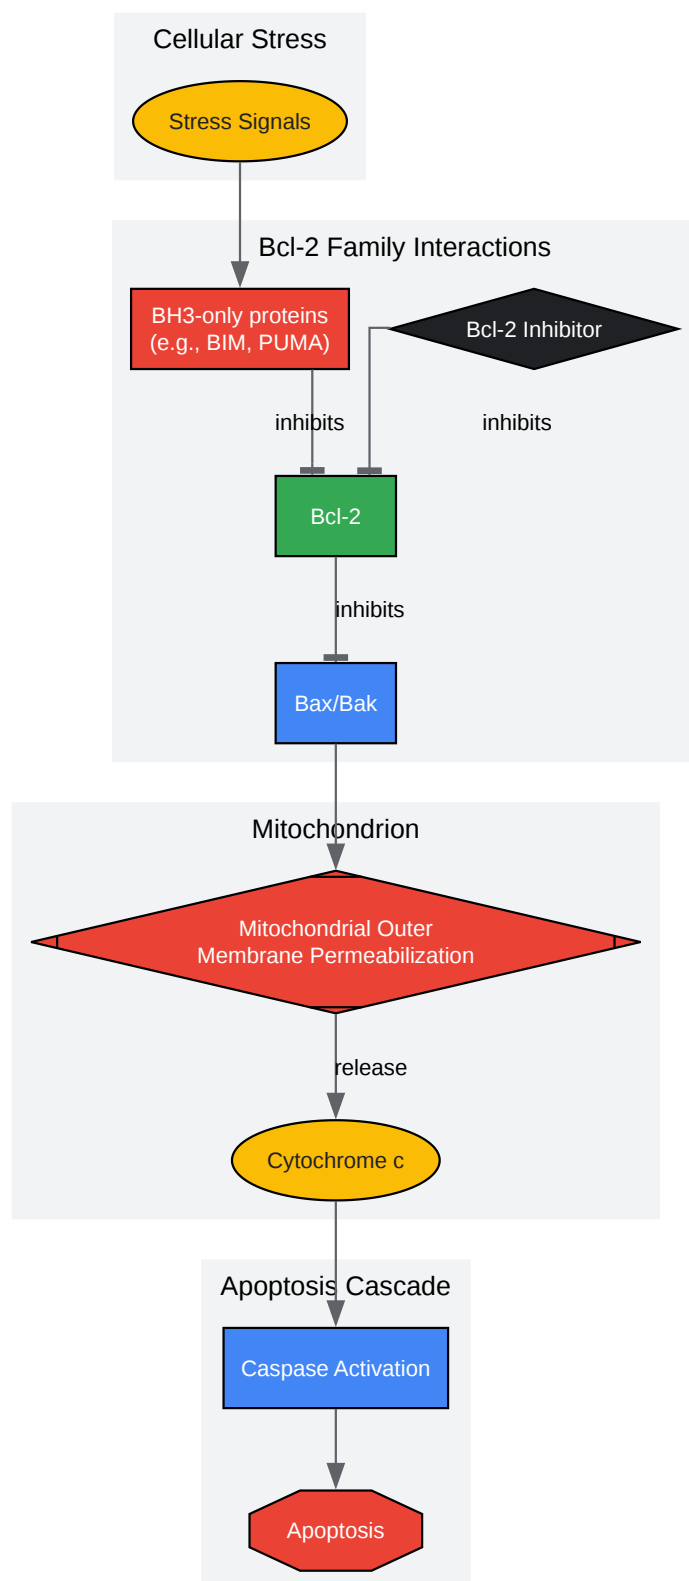 Cellular Stress
Stress Signals
Bcl-2 Family Interactions
BH3-only proteins
(e.g., BIM, PUMA)
Bcl-2 Inhibitor
inhibits
inhibits
Bcl-2
inhibits
Bax/Bak
Mitochondrion
Mitochondrial Outer
Membrane Permeabilization
release
Cytochrome c
Apoptosis Cascade
Caspase Activation
Apoptosis